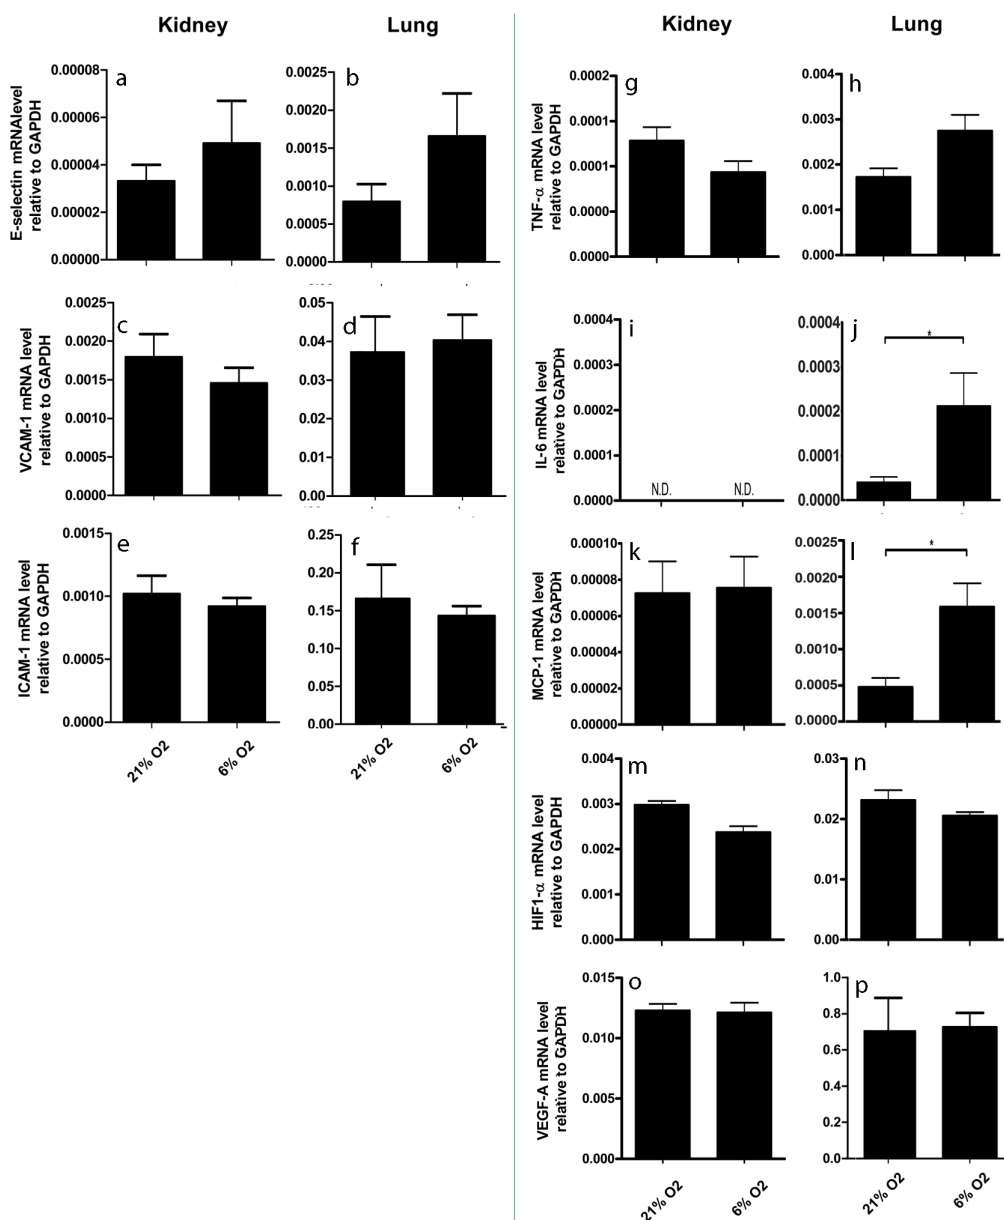 Kidney
Lung
Kidney
Lung
E-selectin mRNAlevel
relative to GAPDH
a
0.00008
0.00006
0.00004
0.00002
0.00000
b
0.0025
0.0020
0.0015
0.0010
0.0005
0.0000
VCAM-1 mRNA level
relative to GAPDH
c
0.0025
0.0020
0.0015
0.0010
0.0005
0.0000
d
0.05
0.04
0.03
0.02
0.01
0.00
ICAM-1 mRNA level
relative to GAPDH
e
0.0015
0.0010
0.0005
0.0000
21% O2
6% O2
f
0.25
0.20
0.15
0.10
0.05
0.00
21% O2
6% O2
TNF-α mRNA level
relative to GAPDH
g
0.0002
0.0001
0.0001
0.0000
0.0000
h
0.004
0.003
0.002
0.001
0.000
IL-6 mRNA level
relative to GAPDH
i
0.0004
0.0003
0.0002
0.0001
0.0000
N.D.
N.D.
j
0.0004
0.0003
0.0002
0.0001
0.0000
*
MCP-1 mRNA level
relative to GAPDH
k
0.00010
0.00008
0.00006
0.00004
0.00002
0.00000
l
0.0025
0.0020
0.0015
0.0010
0.0005
0.0000
*
HIF1-α mRNA level
relative to GAPDH
m
0.004
0.003
0.002
0.001
0.000
n
0.03
0.02
0.01
0.00
VEGF-A mRNA level
relative to GAPDH
o
0.015
0.010
0.005
0.000
21% O2
6% O2
p
1.0
0.8
0.6
0.4
0.2
0.0
21% O2
6% O2